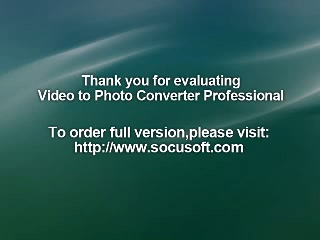 Thank you for evaluating
Video to Photo Converter Professional
To order full version,please visit:
http://www.socusoft.com